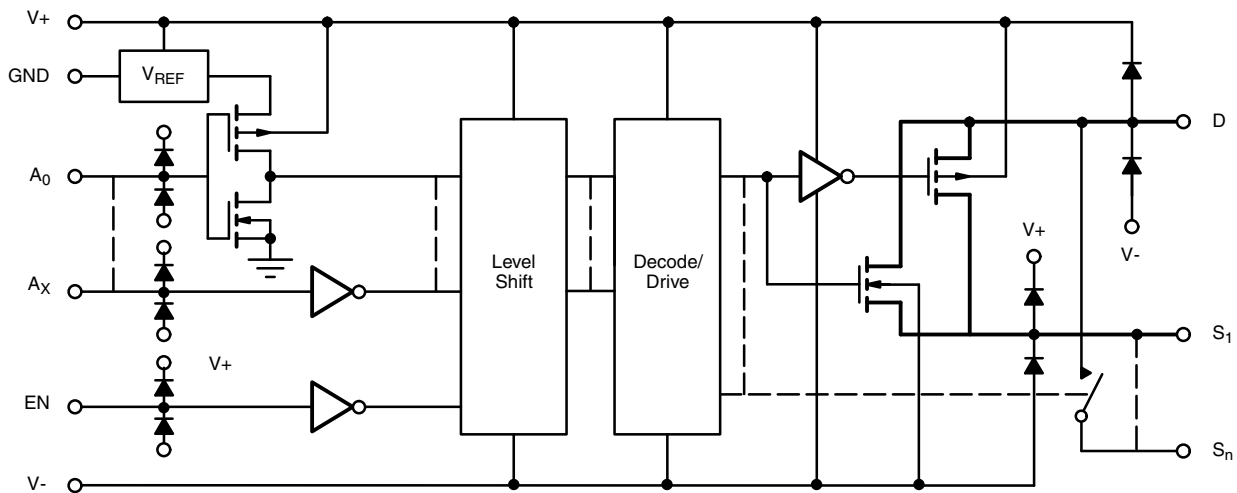 V+
GND
VREF
A0
AX
EN
V+
V-
Level
Shift
Decode/
Drive
D
V-
V+
S1
Sn